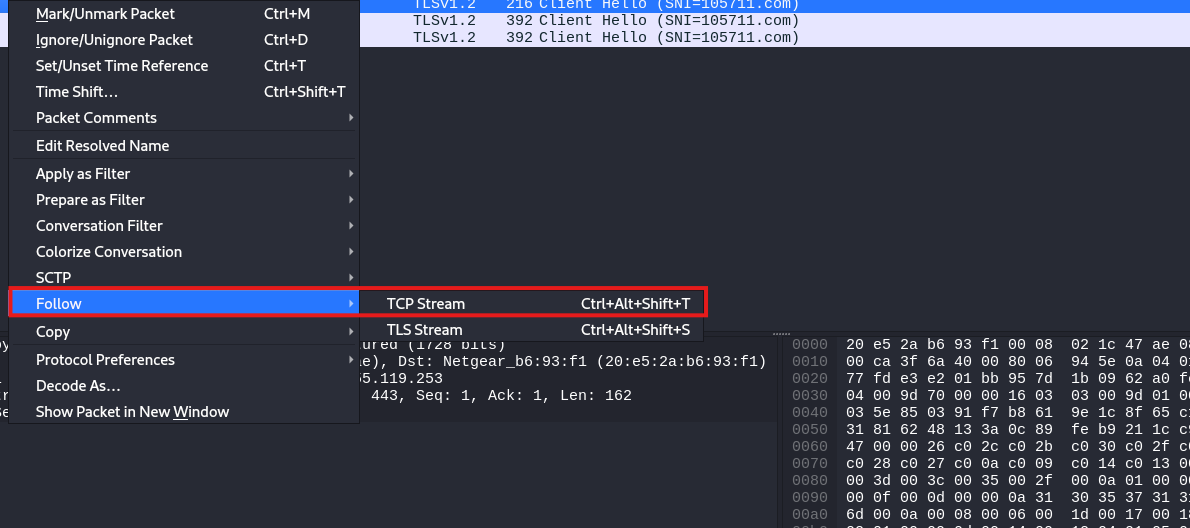 Mark/Unmark Packet Ctrl+M
TLSv1.2 216 Client Hello (SNI=105711.com)
TLSv1.2 392 Client Hello (SNI=105711.com)
TLSv1.2 392 Client Hello (SNI=105711.com)
Ignore/Unignore Packet Ctrl+D
Set/Unset Time Reference Ctrl+T
Time Shift... Ctrl+Shift+T
Packet Comments
Edit Resolved Name
Apply as Filter
Prepare as Filter
Conversation Filter
Colorize Conversation
SCTP
Follow
TCP Stream Ctrl+Alt+Shift+T
TLS Stream Ctrl+Alt+Shift+S
Copy
Protocol Preferences
Decode As...
Show Packet in New Window
ured (1728 bits)
e), Dst: Netgear_b6:93:f1 (20:e5:2a:b6:93:f1)
5.119.253
443, Seq: 1, Ack: 1, Len: 162
0000 20 e5 2a b6 93 f1 00 08 02 1c 47 ae
0010 00 ca 3f 6a 40 00 80 06 94 5e 0a 04
0020 77 fd e3 e2 01 bb 95 7d 1b 09 62 a0
0030 04 00 9d 70 00 00 16 03 03 00 9d 01
0040 03 5e 85 03 91 f7 b8 61 9e 1c 8f 65
0050 31 81 62 48 13 3a 0c 89 fe b9 21 1c
0060 47 00 00 26 c0 2c c0 2b c0 30 c0 2f
0070 c0 28 c0 27 c0 0a c0 09 c0 14 c0 13
0080 00 3d 00 3c 00 35 00 2f 00 0a 01 00
0090 00 0f 00 0d 00 00 0a 31 30 35 37 31
00a0 6d 00 0a 00 08 00 06 00 1d 00 17 00